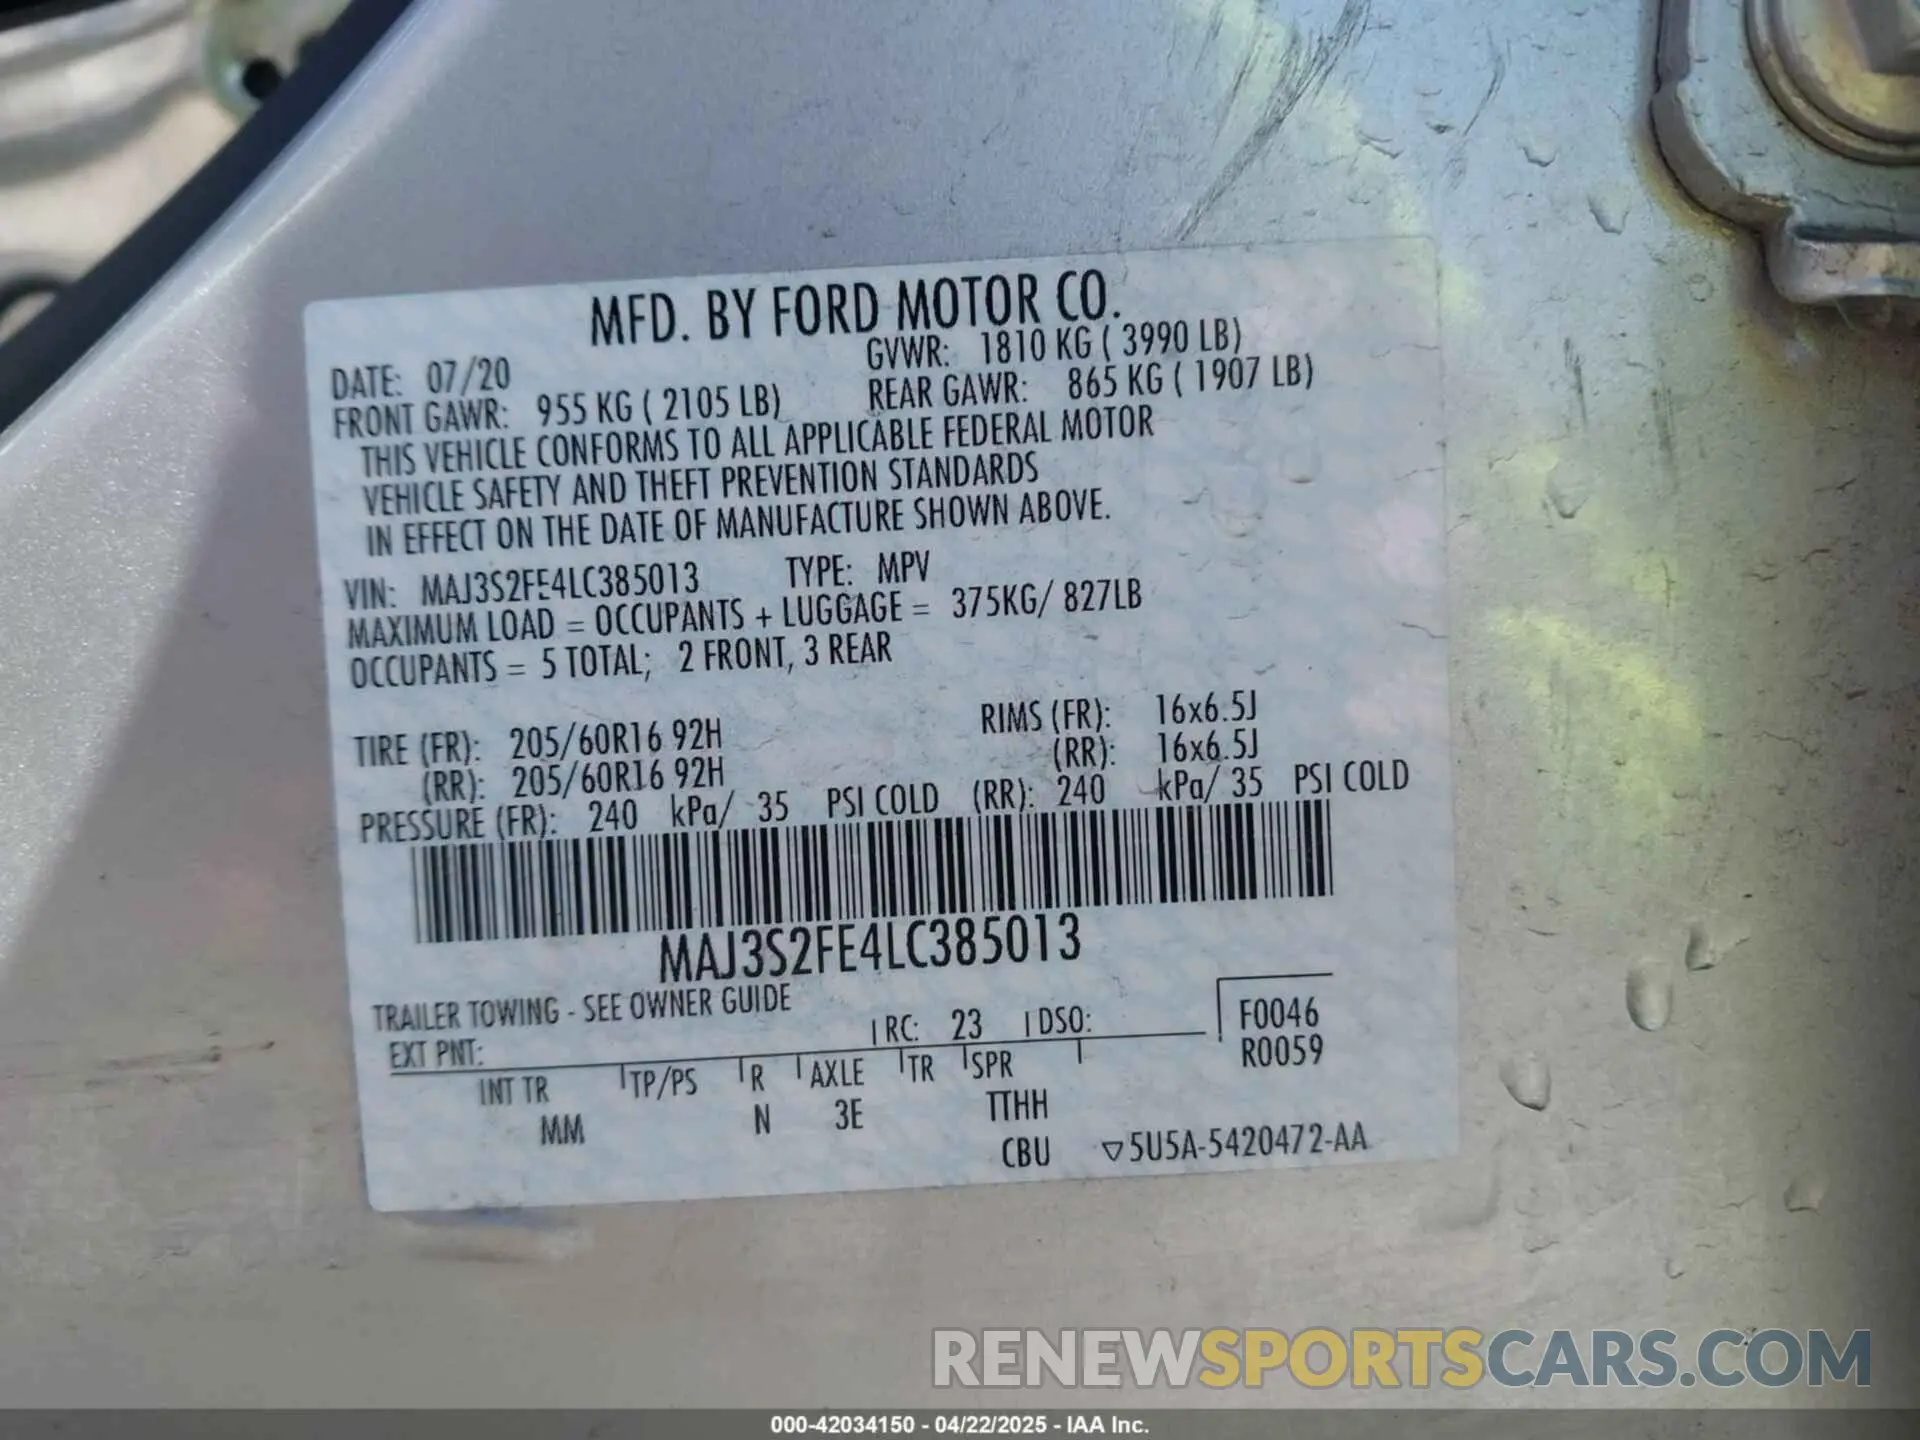 MFD. BY FORD MOTOR CO.
DATE: 07/20 GVWR: 1810 KG ( 3990 LB)
FRONT GAWR: 955 KG ( 2105 LB) REAR GAWR: 865 KG ( 1907 LB)
THIS VEHICLE CONFORMS TO ALL APPLICABLE FEDERAL MOTOR
VEHICLE SAFETY AND THEFT PREVENTION STANDARDS
IN EFFECT ON THE DATE OF MANUFACTURE SHOWN ABOVE.
VIN: MAJ3S2FE4LC385013 TYPE: MPV
MAXIMUM LOAD = OCCUPANTS + LUGGAGE = 375KG/ 827LB
OCCUPANTS = 5 TOTAL; 2 FRONT, 3 REAR
TIRE (FR): 205/60R16 92H RIMS (FR): 16x6.5J
(RR): 205/60R16 92H (RR): 16x6.5J
PRESSURE (FR): 240 kPa/ 35 PSI COLD (RR): 240 kPa/ 35 PSI COLD
MAJ3S2FE4LC385013
TRAILER TOWING - SEE OWNER GUIDE
EXT PNT: RC: 23 DSO: F0046
R0059
INT TR TP/PS R AXLE TR SPR
MM N 3E TTHH
CBU ▽5U5A-5420472-AA
RENEWSPORTSCARS.COM
000-42034150 - 04/22/2025 - IAA Inc.